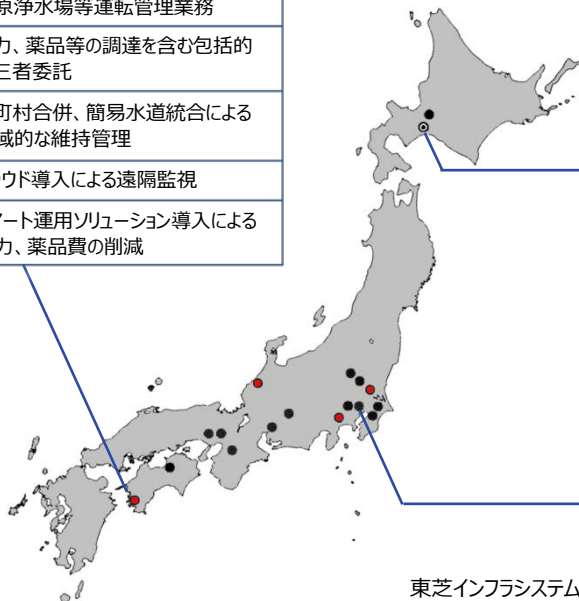 原浄水場等運転管理業務
力、薬品等の調達を含む包括的
三者委託
町村合併、簡易水道統合による
域的な維持管理
ウド導入による遠隔監視
ート運用ソリューション導入による
力、薬品費の削減
東芝インフラシステム